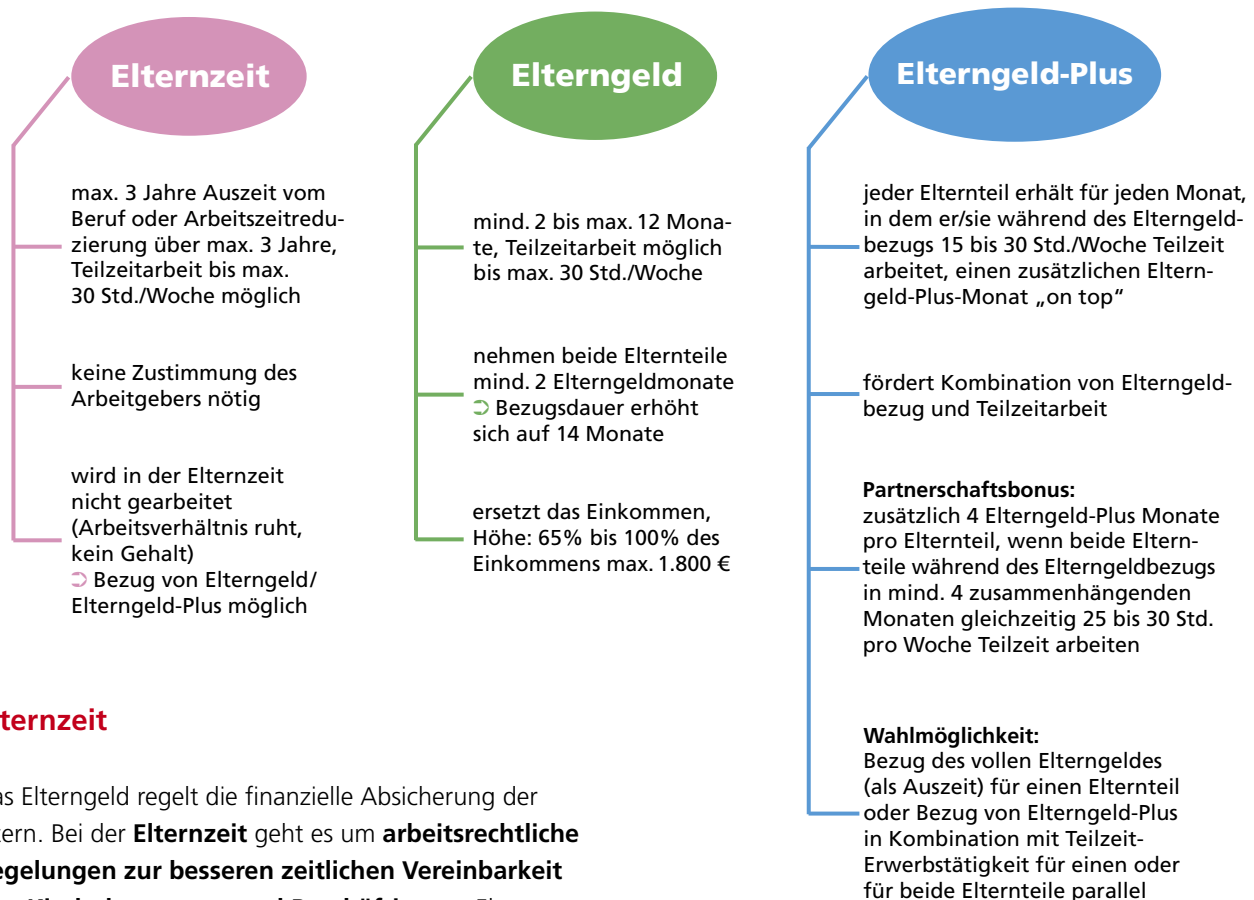 Elternzeit
max. 3 Jahre Auszeit vom
Beruf oder Arbeitszeitredu-
zierung über max. 3 Jahre,
Teilzeitarbeit bis max.
30 Std./Woche möglich
keine Zustimmung des
Arbeitgebers nötig
wird in der Elternzeit
nicht gearbeitet
(Arbeitsverhältnis ruht,
kein Gehalt)
➲ Bezug von Elterngeld/
Elterngeld-Plus möglich
Elterngeld
mind. 2 bis max. 12 Mona-
te, Teilzeitarbeit möglich
bis max. 30 Std./Woche
nehmen beide Elternteile
mind. 2 Elterngeldmonate
➲ Bezugsdauer erhöht
sich auf 14 Monate
ersetzt das Einkommen,
Höhe: 65% bis 100% des
Einkommens max. 1.800 €
Elterngeld-Plus
jeder Elternteil erhält für jeden Monat,
in dem er/sie während des Elterngeld-
bezugs 15 bis 30 Std./Woche Teilzeit
arbeitet, einen zusätzlichen Eltern-
geld-Plus-Monat „on top“
fördert Kombination von Elterngeld-
bezug und Teilzeitarbeit
Partnerschaftsbonus:
zusätzlich 4 Elterngeld-Plus Monate
pro Elternteil, wenn beide Eltern-
teile während des Elterngeldbezugs
in mind. 4 zusammenhängenden
Monaten gleichzeitig 25 bis 30 Std.
pro Woche Teilzeit arbeiten
Wahlmöglichkeit:
Bezug des vollen Elterngeldes
(als Auszeit) für einen Elternteil
oder Bezug von Elterngeld-Plus
in Kombination mit Teilzeit-
Erwerbstätigkeit für einen oder
für beide Elternteile parallel
ternzeit
as Elterngeld regelt die finanzielle Absicherung der
tern. Bei der Elternzeit geht es um arbeitsrechtliche
egelungen zur besseren zeitlichen Vereinbarkeit